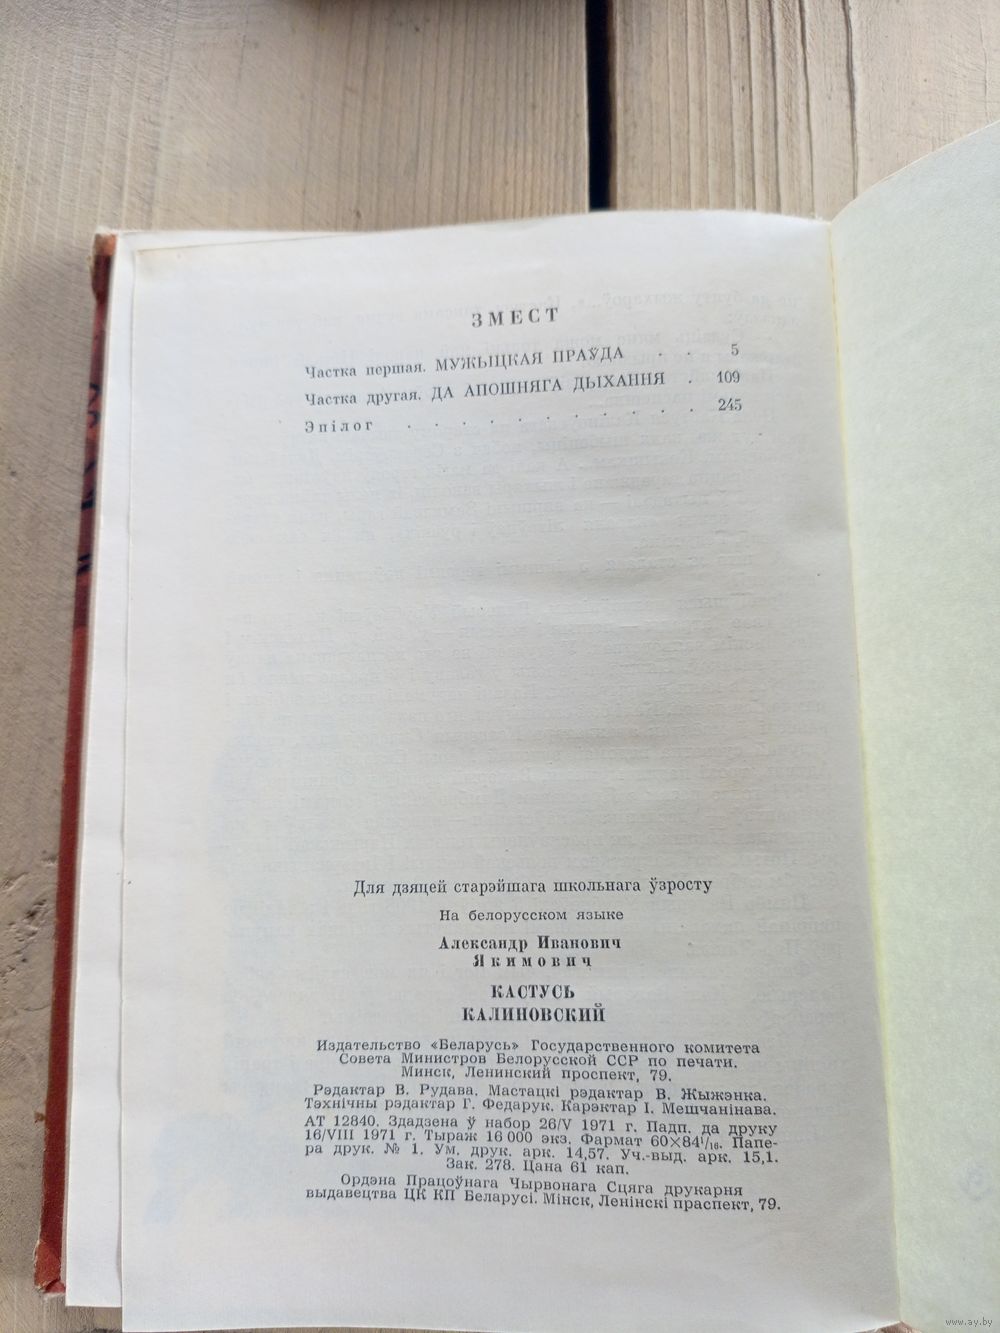 ЗМЕСТ
Частка першая. МУЖЫЦКАЯ ПРАЎДА . . . 5
Частка другая. ДА АПОШНЯГА ДЫХАННЯ . 109
Эпілог . . . . . . . . . . . 245
Для дзяцей старэйшага школьнага ўзросту
На белорусском языке
Александр Иванович
Якимович
КАСТУСЬ
КАЛИНОВСКИЙ
Издательство «Беларусь» Государственного комитета
Совета Министров Белорусской ССР по печати.
Минск, Ленинский проспект, 79.
Рэдактар В. Рудава. Мастацкі рэдактар В. Жыжэнка.
Тэхнічны рэдактар Г. Федарук. Карэктар І. Мешчанінава.
АТ 12840. Здадзена ў набор 26/V 1971 г. Падп. да друку
16/VIII 1971 г. Тыраж 16 000 экз. Фармат 60×84¹/₁₆. Папе-
ра друк. № 1. Ум. друк. арк. 14,57. Уч.-выд. арк. 15,1.
Зак. 278. Цана 61 кап.
Ордэна Працоўнага Чырвонага Сцяга друкарня
выдавецтва ЦК КП Беларусі. Мінск, Ленінскі праспект, 79.
www.ay.by